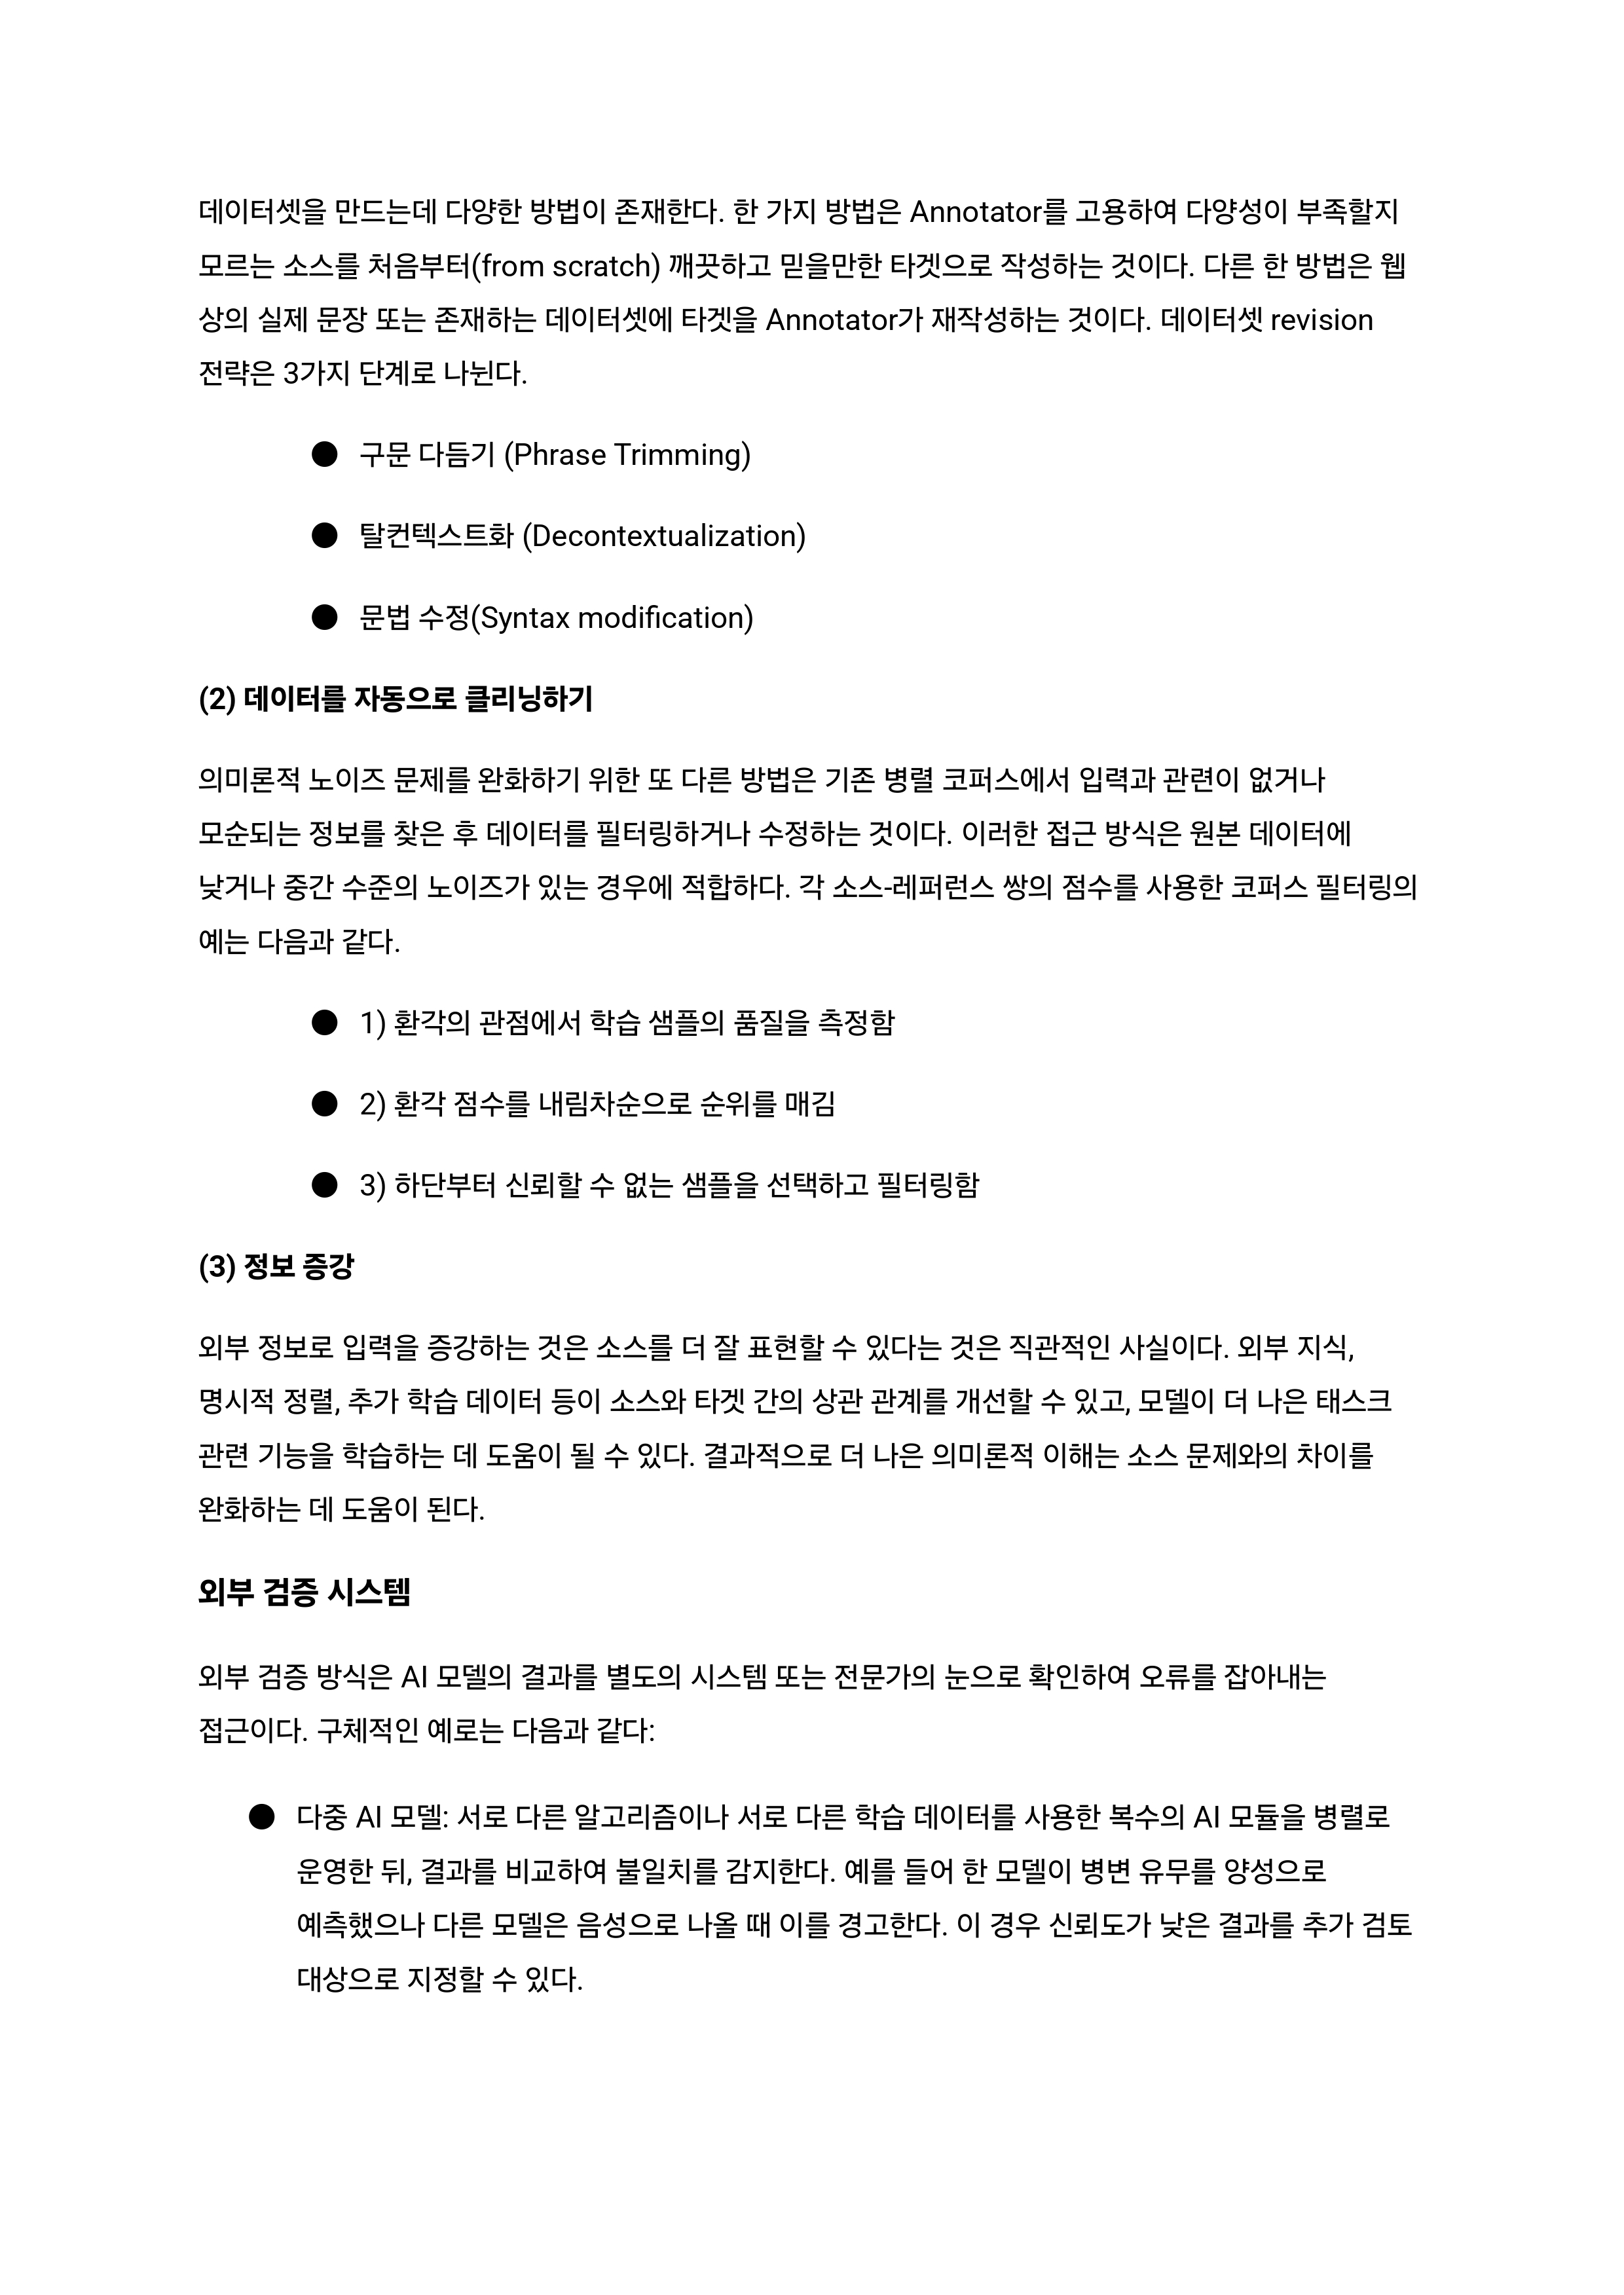 데이터셋을 만드는데 다양한 방법이 존재한다. 한 가지 방법은 Annotator를 고용하여 다양성이 부족할지
모르는 소스를 처음부터(from scratch) 깨끗하고 믿을만한 타겟으로 작성하는 것이다. 다른 한 방법은 웹
상의 실제 문장 또는 존재하는 데이터셋에 타겟을 Annotator가 재작성하는 것이다. 데이터셋 revision
전략은 3가지 단계로 나뉜다.
● 구문 다듬기 (Phrase Trimming)
● 탈컨텍스트화 (Decontextualization)
● 문법 수정(Syntax modification)
(2) 데이터를 자동으로 클리닝하기
의미론적 노이즈 문제를 완화하기 위한 또 다른 방법은 기존 병렬 코퍼스에서 입력과 관련이 없거나
모순되는 정보를 찾은 후 데이터를 필터링하거나 수정하는 것이다. 이러한 접근 방식은 원본 데이터에
낮거나 중간 수준의 노이즈가 있는 경우에 적합하다. 각 소스-레퍼런스 쌍의 점수를 사용한 코퍼스 필터링의
예는 다음과 같다.
● 1) 환각의 관점에서 학습 샘플의 품질을 측정함
● 2) 환각 점수를 내림차순으로 순위를 매김
● 3) 하단부터 신뢰할 수 없는 샘플을 선택하고 필터링함
(3) 정보 증강
외부 정보로 입력을 증강하는 것은 소스를 더 잘 표현할 수 있다는 것은 직관적인 사실이다. 외부 지식,
명시적 정렬, 추가 학습 데이터 등이 소스와 타겟 간의 상관 관계를 개선할 수 있고, 모델이 더 나은 태스크
관련 기능을 학습하는 데 도움이 될 수 있다. 결과적으로 더 나은 의미론적 이해는 소스 문제와의 차이를
완화하는 데 도움이 된다.
외부 검증 시스템
외부 검증 방식은 AI 모델의 결과를 별도의 시스템 또는 전문가의 눈으로 확인하여 오류를 잡아내는
접근이다. 구체적인 예로는 다음과 같다:
● 다중 AI 모델: 서로 다른 알고리즘이나 서로 다른 학습 데이터를 사용한 복수의 AI 모듈을 병렬로
운영한 뒤, 결과를 비교하여 불일치를 감지한다. 예를 들어 한 모델이 병변 유무를 양성으로
예측했으나 다른 모델은 음성으로 나올 때 이를 경고한다. 이 경우 신뢰도가 낮은 결과를 추가 검토
대상으로 지정할 수 있다.